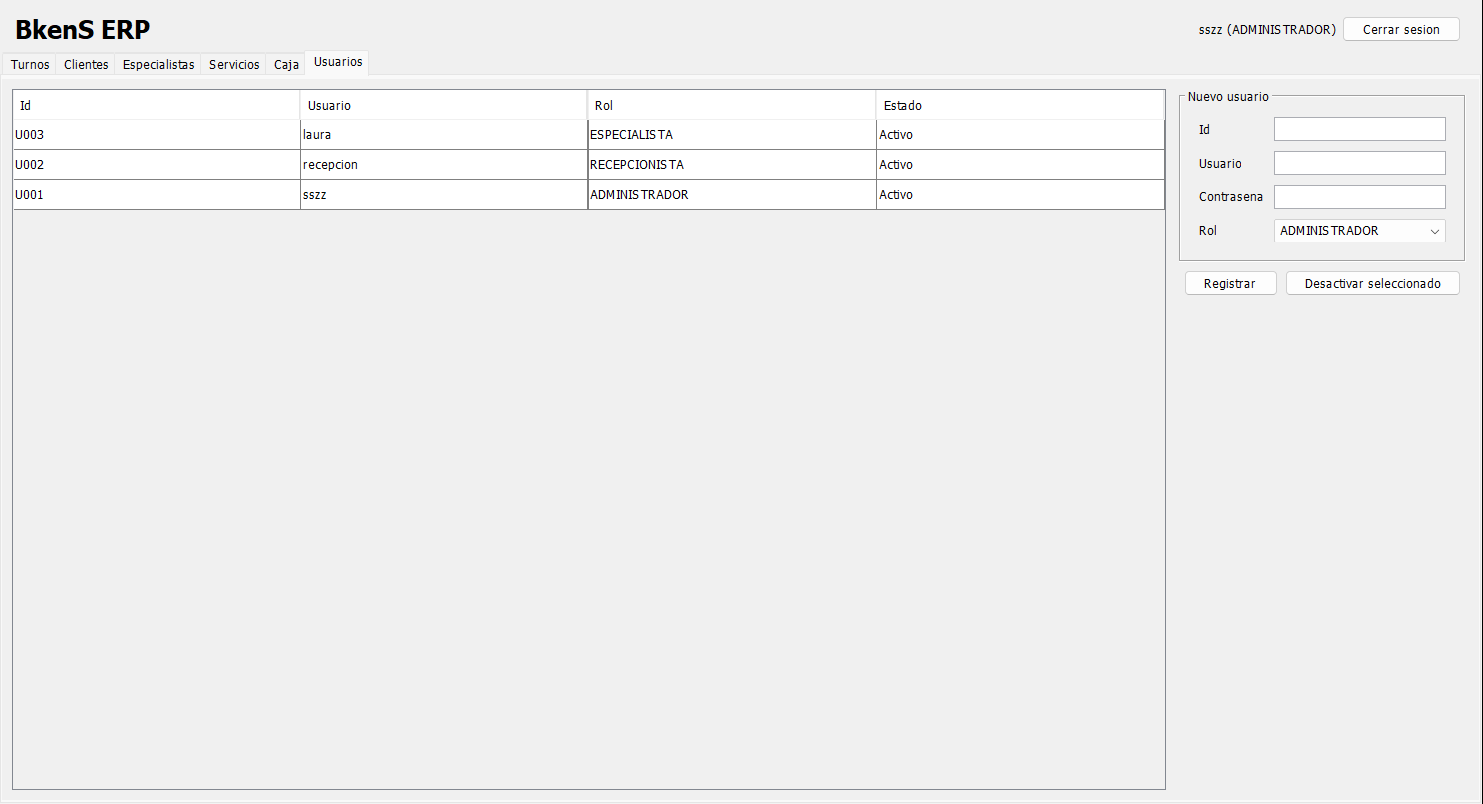 BkenS ERP
sszz (ADMINISTRADOR) Cerrar sesion
Turnos Clientes Especialistas Servicios Caja Usuarios
Id Usuario Rol Estado
U003 laura ESPECIALISTA Activo
U002 recepcion RECEPCIONISTA Activo
U001 sszz ADMINISTRADOR Activo
Nuevo usuario
Id
Usuario
Contrasena
Rol ADMINISTRADOR
Registrar Desactivar seleccionado